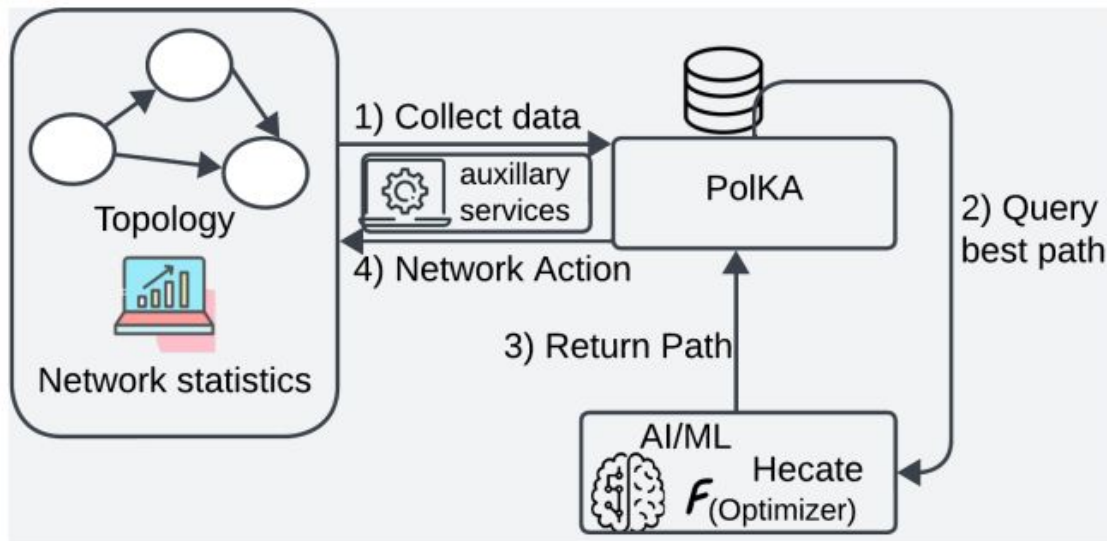 Topology
Network statistics
1) Collect data
auxillary
services
4) Network Action
PolKA
2) Query
best path
3) Return Path
AI/ML
Hecate
F(Optimizer)